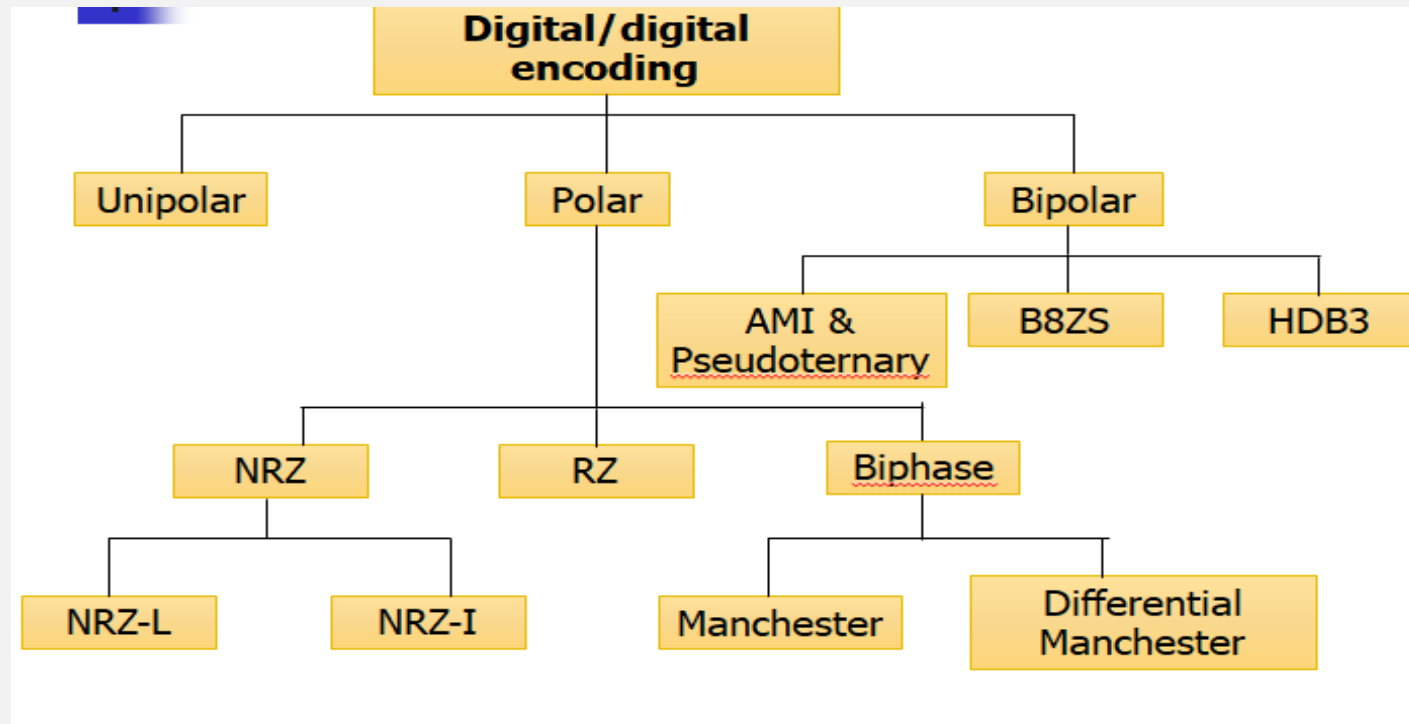 Digital/digital
encoding
Unipolar
Polar
Bipolar
AMI &
Pseudoternary
B8ZS
HDB3
NRZ
RZ
Biphase
NRZ-L
NRZ-I
Manchester
Differential
Manchester